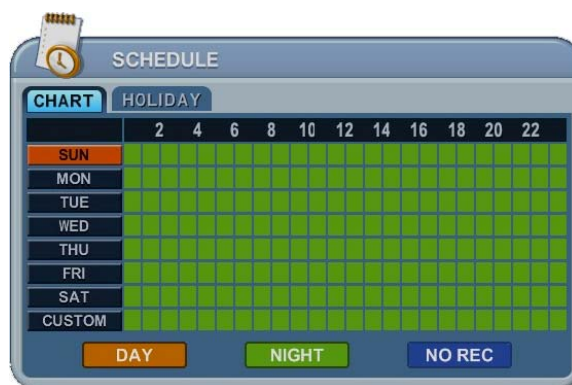 SCHEDULE
CHART HOLIDAY
2 4 6 8 10 12 14 16 18 20 22
SUN
MON
TUE
WED
THU
FRI
SAT
CUSTOM
DAY NIGHT NO REC